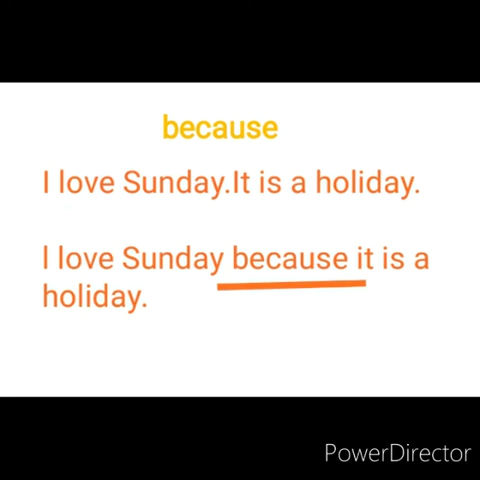 because
I love Sunday.It is a holiday.
I love Sunday because it is a
holiday.
PowerDirector